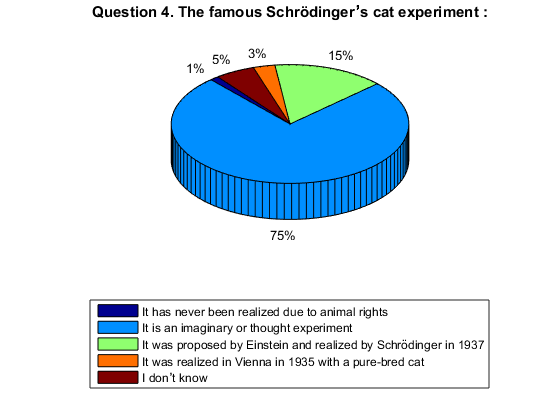 Question 4. The famous Schrödinger's cat experiment :
1%
5%
3%
15%
75%
It has never been realized due to animal rights
It is an imaginary or thought experiment
It was proposed by Einstein and realized by Schrödinger in 1937
It was realized in Vienna in 1935 with a pure-bred cat
I don't know